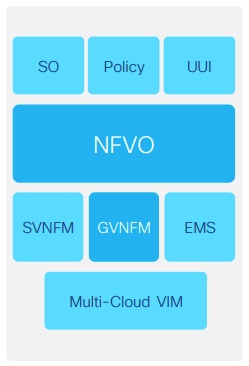 SO Policy UUI
NFVO
SVNFM GVNFM EMS
Multi-Cloud VIM